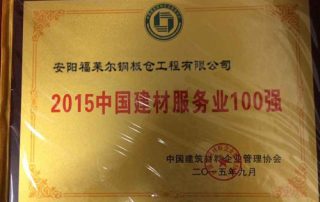 安阳福莱尔钢板仓工程有限公司
2015中国建材服务业100强
中国建筑材料企业管理协会
二〇一五年九月